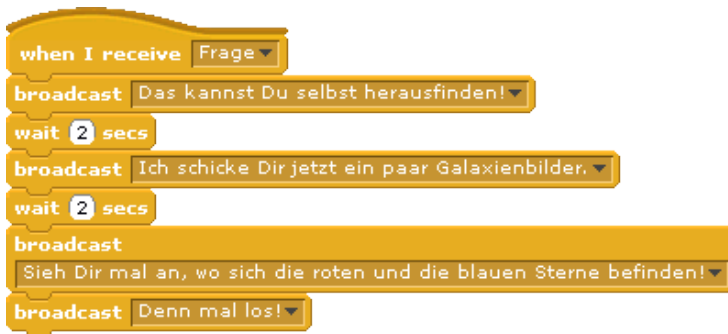 when I receive Frage
broadcast Das kannst Du selbst herausfinden!
wait 2 secs
broadcast Ich schicke Dir jetzt ein paar Galaxienbilder.
wait 2 secs
broadcast
Sieh Dir mal an, wo sich die roten und die blauen Sterne befinden!
broadcast Denn mal los!